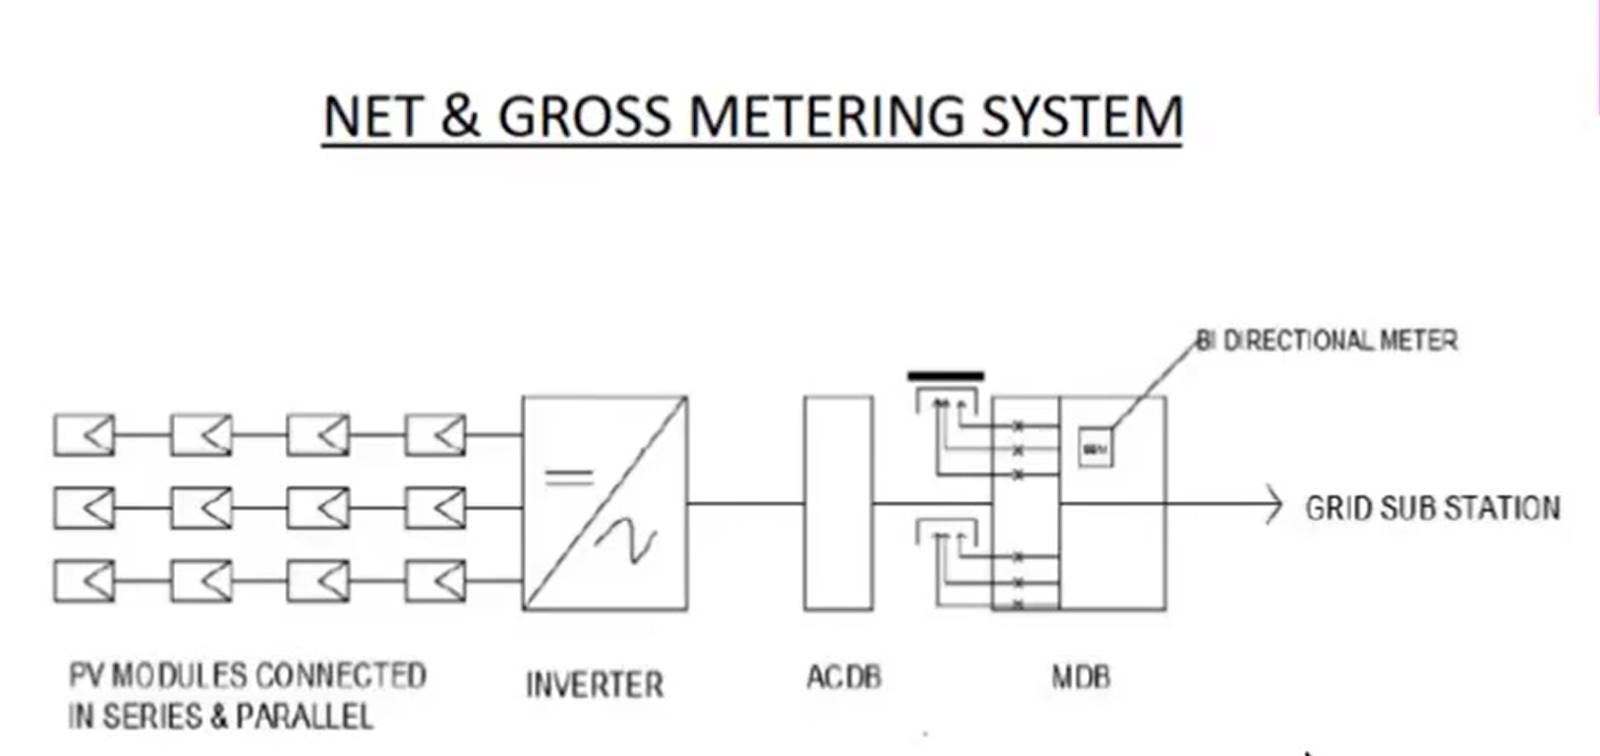 NET & GROSS METERING SYSTEM
BI DIRECTIONAL METER
GRID SUB STATION
PV MODULES CONNECTED
IN SERIES & PARALLEL
INVERTER
ACDB
MDB